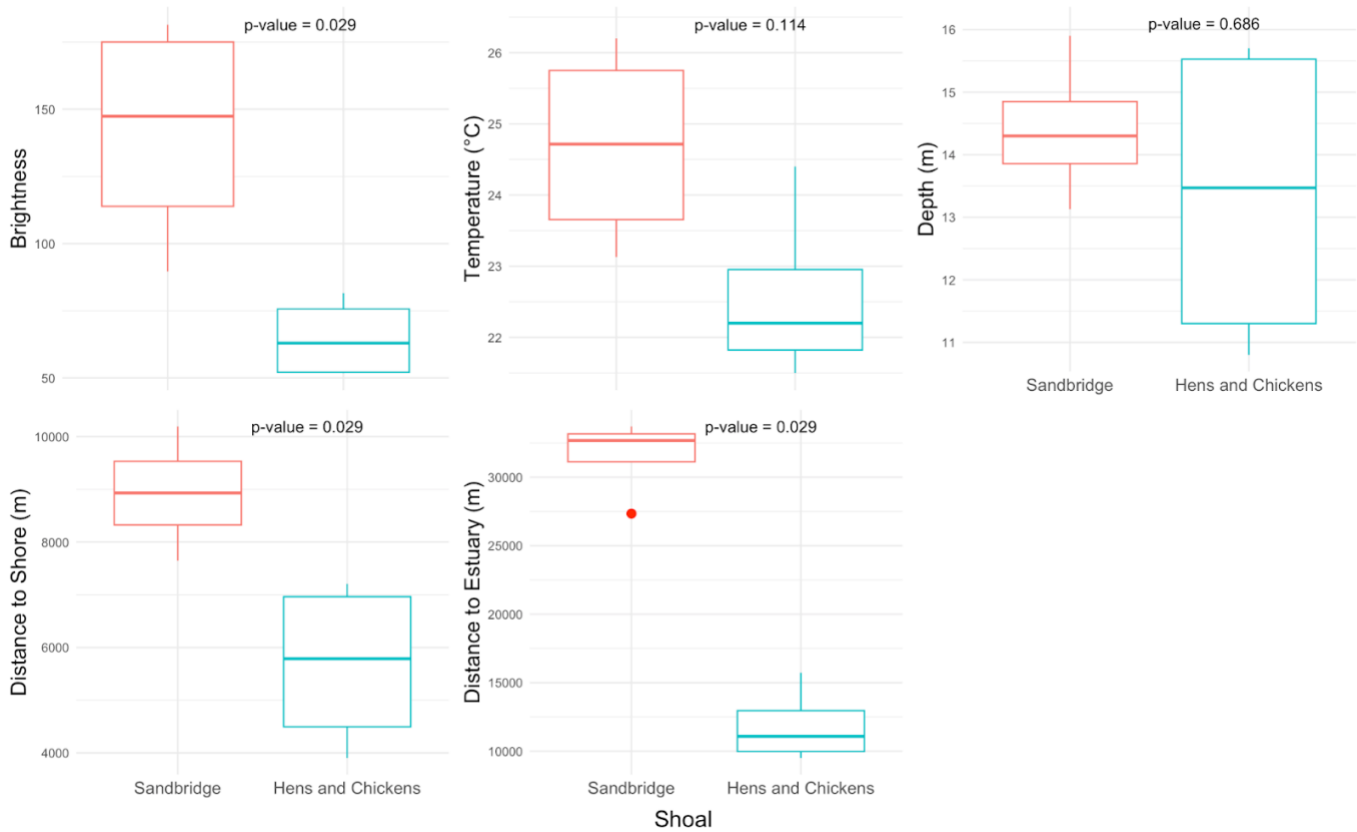 p-value = 0.029
Brightness
150
100
50
p-value = 0.114
Temperature (°C)
26
25
24
23
22
p-value = 0.686
Depth (m)
16
15
14
13
12
11
Sandbridge
Hens and Chickens
p-value = 0.029
Distance to Shore (m)
10000
8000
6000
4000
Sandbridge
Hens and Chickens
p-value = 0.029
Distance to Estuary (m)
30000
25000
20000
15000
10000
Sandbridge
Hens and Chickens
Shoal